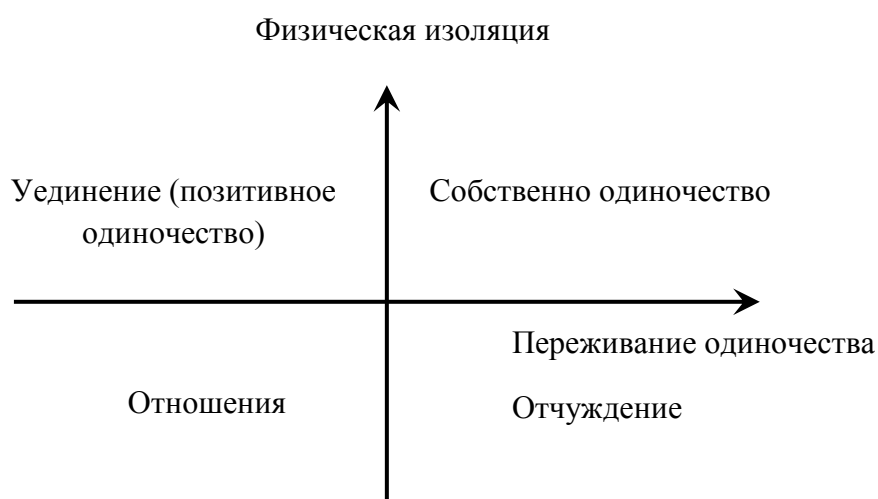 Физическая изоляция
Уединение (позитивное
одиночество)
Собственно одиночество
Переживание одиночества
Отношения
Отчуждение